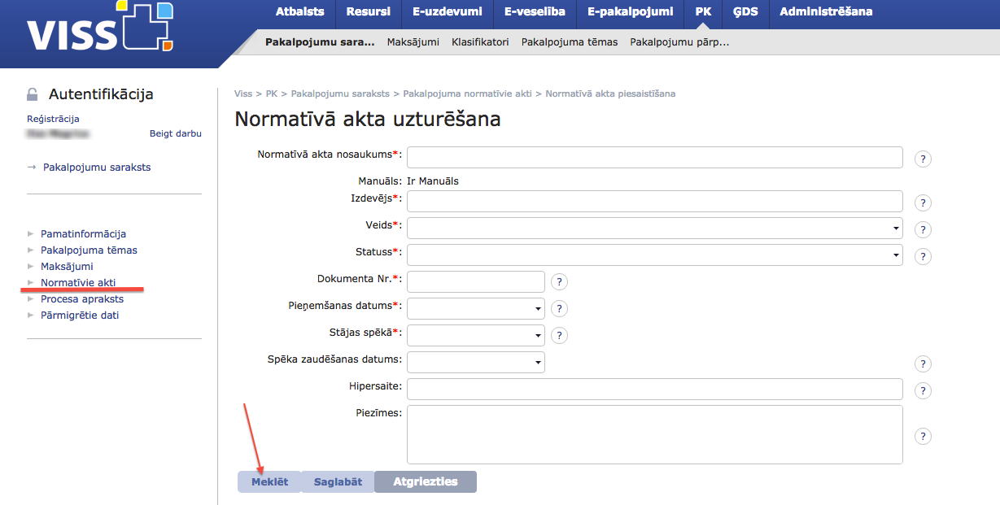 VISS
Atbalsts Resursi E-uzdevumi E-veselība E-pakalpojumi PK ĢDS Administrēšana
Pakalpojumu sara... Maksājumi Klasifikatori Pakalpojuma tēmas Pakalpojumu pārp...
Autentifikācija
Reģistrācija
Beigt darbu
→ Pakalpojumu saraksts
Pamatinformācija
Pakalpojuma tēmas
Maksājumi
Normatīvie akti
Procesa apraksts
Pārmigrētie dati
Viss > PK > Pakalpojumu saraksts > Pakalpojuma normatīvie akti > Normatīvā akta piesaistīšana
Normatīvā akta uzturēšana
Normatīvā akta nosaukums*: ?
Manuāls: Ir Manuāls
Izdevējs*: ?
Veids*: ?
Statuss*: ?
Dokumenta Nr.*: ?
Pieņemšanas datums*: ?
Stājas spēkā*: ?
Spēka zaudēšanas datums: ?
Hipersaite: ?
Piezīmes: ?
Meklēt Saglabāt Atgriezties